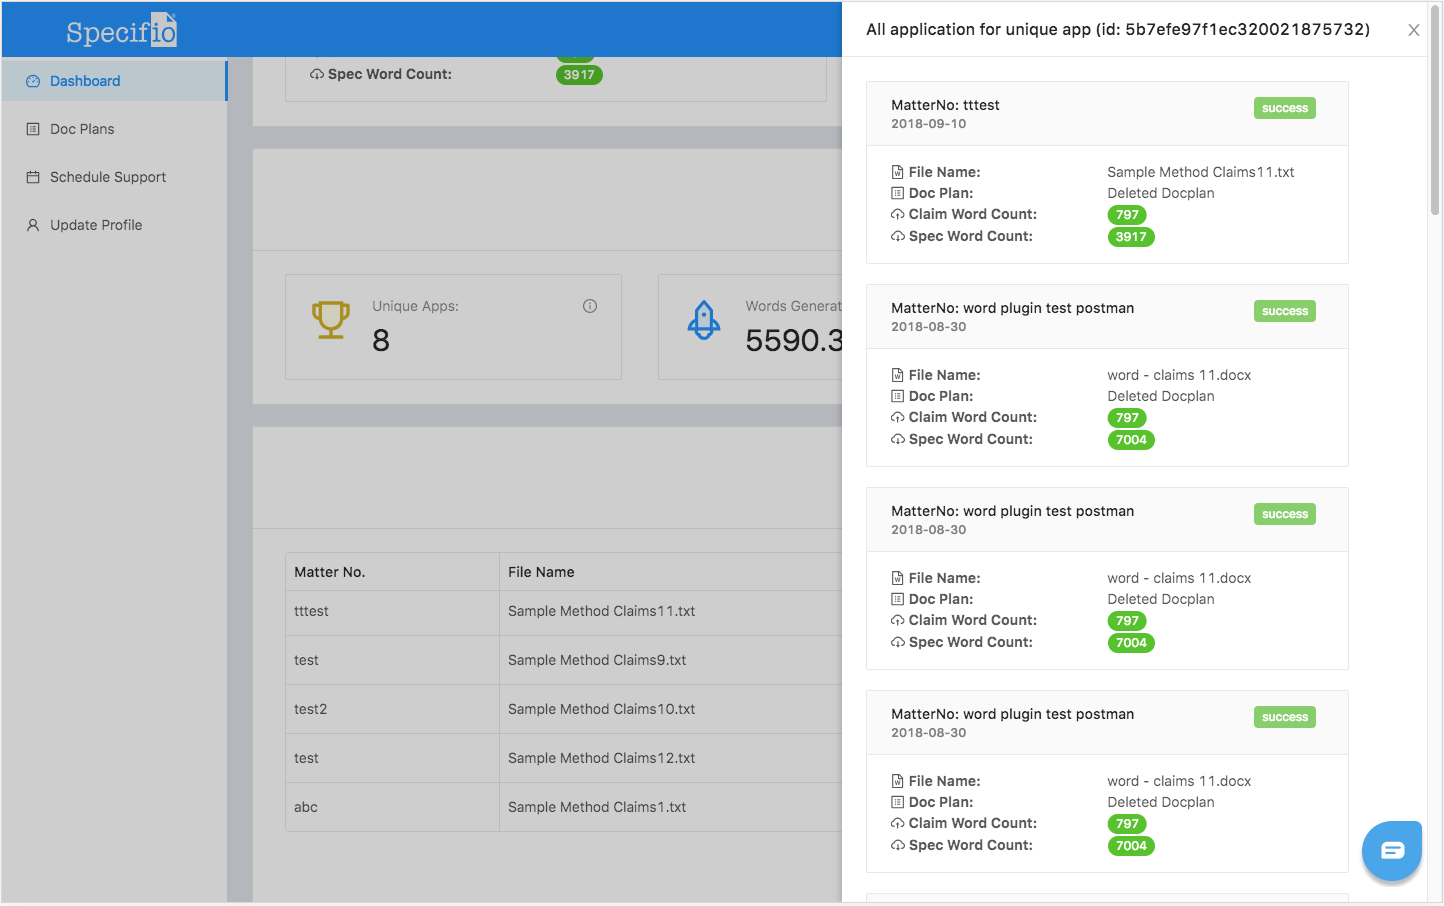 Specifio
Dashboard
Doc Plans
Schedule Support
Update Profile
Spec Word Count:
3917
Unique Apps:
8
Words Generat
5590.3
Matter No.
File Name
tttest
Sample Method Claims11.txt
test
Sample Method Claims9.txt
test2
Sample Method Claims10.txt
test
Sample Method Claims12.txt
abc
Sample Method Claims1.txt
All application for unique app (id: 5b7efe97f1ec320021875732)
MatterNo: tttest
success
2018-09-10
File Name:
Sample Method Claims11.txt
Doc Plan:
Deleted Docplan
Claim Word Count:
797
Spec Word Count:
3917
MatterNo: word plugin test postman
success
2018-08-30
File Name:
word - claims 11.docx
Doc Plan:
Deleted Docplan
Claim Word Count:
797
Spec Word Count:
7004
MatterNo: word plugin test postman
success
2018-08-30
File Name:
word - claims 11.docx
Doc Plan:
Deleted Docplan
Claim Word Count:
797
Spec Word Count:
7004
MatterNo: word plugin test postman
success
2018-08-30
File Name:
word - claims 11.docx
Doc Plan:
Deleted Docplan
Claim Word Count:
797
Spec Word Count:
7004